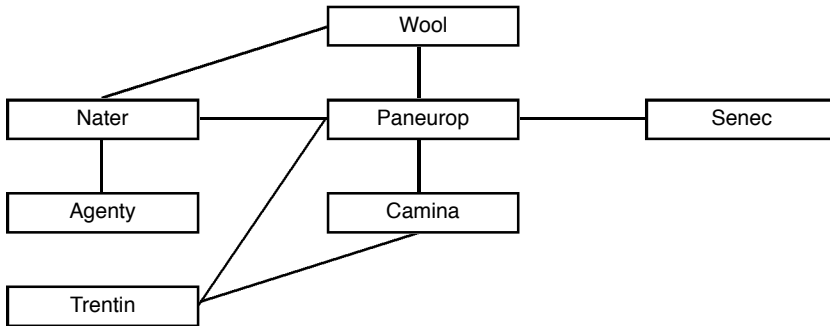 Wool
Nater
Paneurop
Senec
Agenty
Camina
Trentin